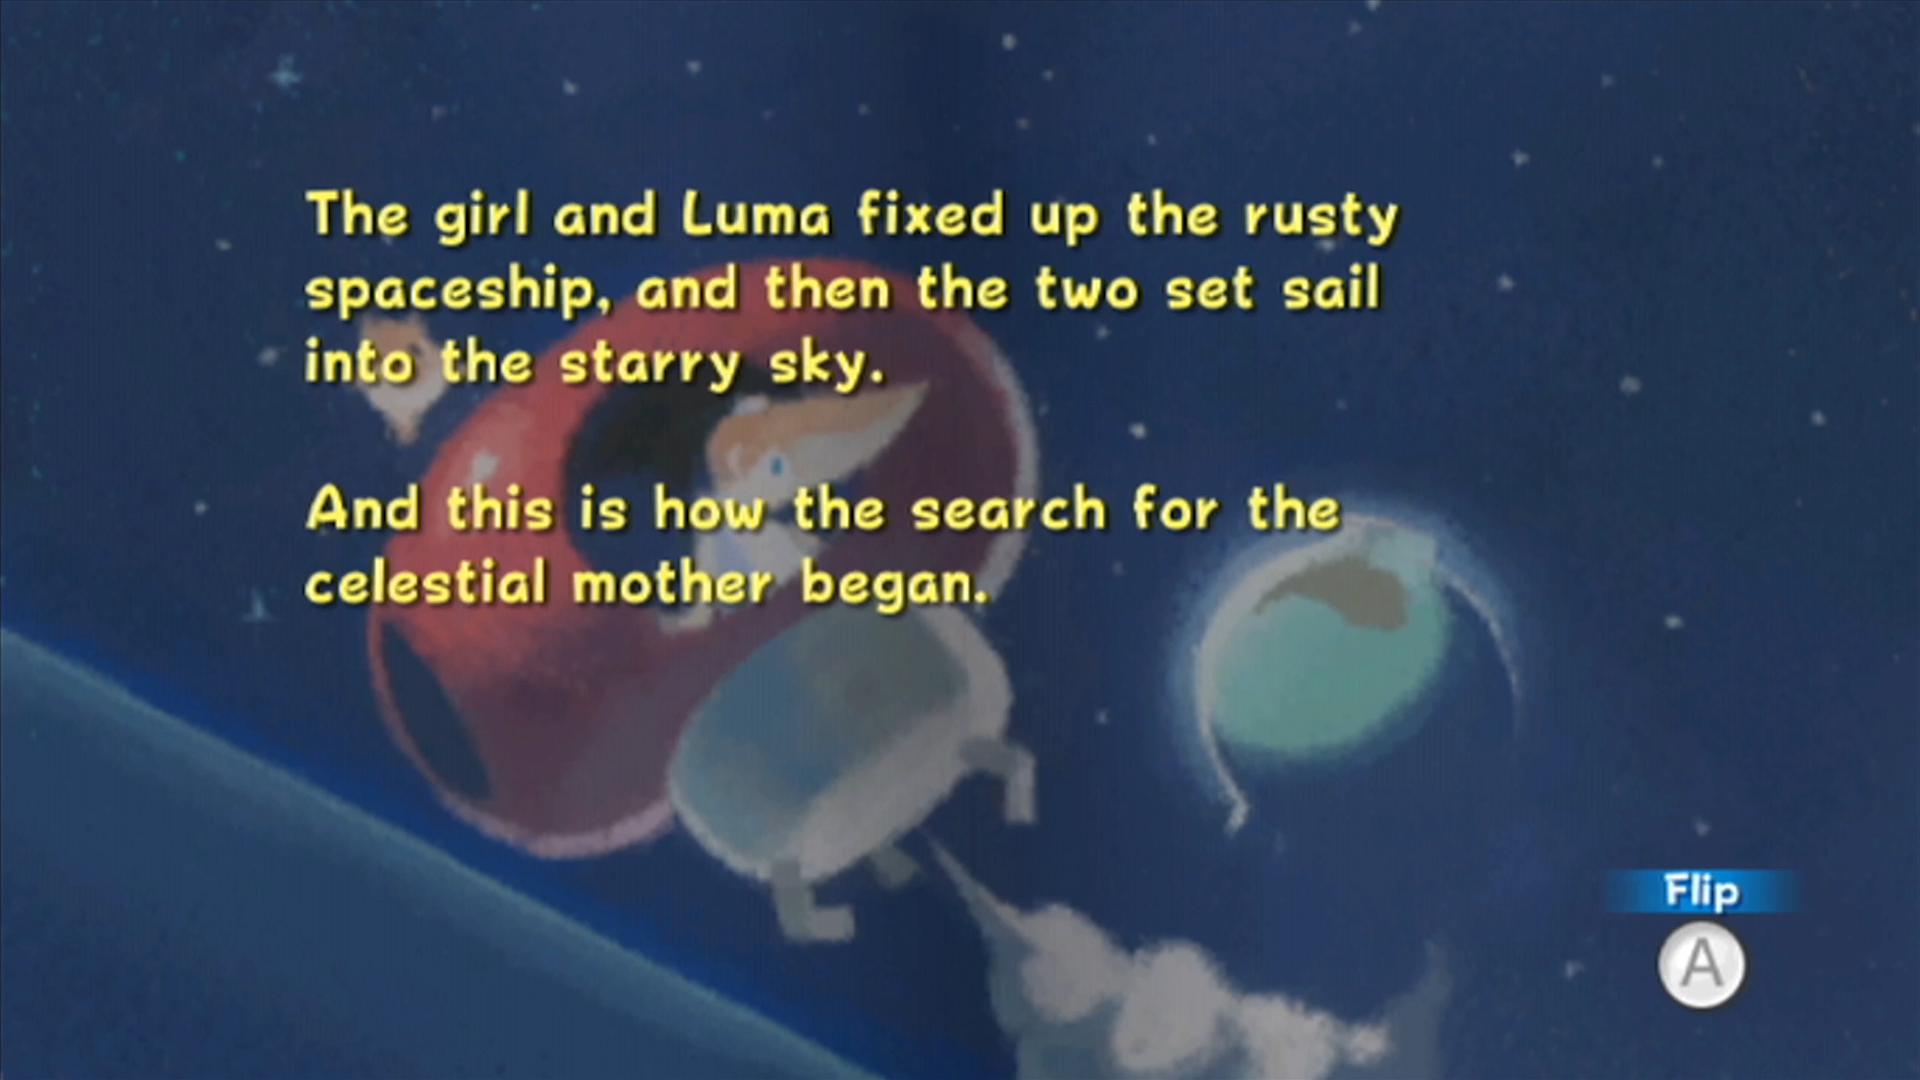 The girl and Luma fixed up the rusty
spaceship, and then the two set sail
into the starry sky.
And this is how the search for the
celestial mother began.
Flip
A